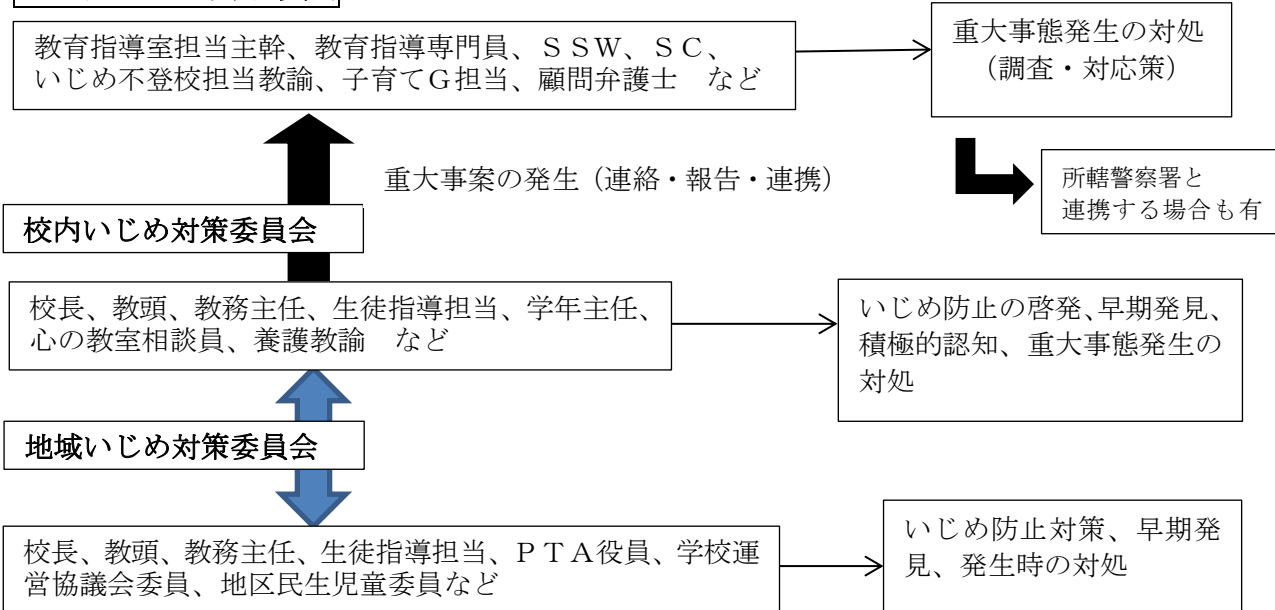 教育指導室担当主幹、教育指導専門員、ＳＳＷ、ＳＣ、
いじめ不登校担当教諭、子育てＧ担当、顧問弁護士　など
重大事態発生の対処
（調査・対応策）
重大事案の発生（連絡・報告・連携）
所轄警察署と
連携する場合も有
校内いじめ対策委員会
校長、教頭、教務主任、生徒指導担当、学年主任、
心の教室相談員、養護教諭　など
いじめ防止の啓発、早期発見、
積極的認知、重大事態発生の
対処
地域いじめ対策委員会
校長、教頭、教務主任、生徒指導担当、ＰＴＡ役員、学校運
営協議会委員、地区民生児童委員など
いじめ防止対策、早期発
見、発生時の対処